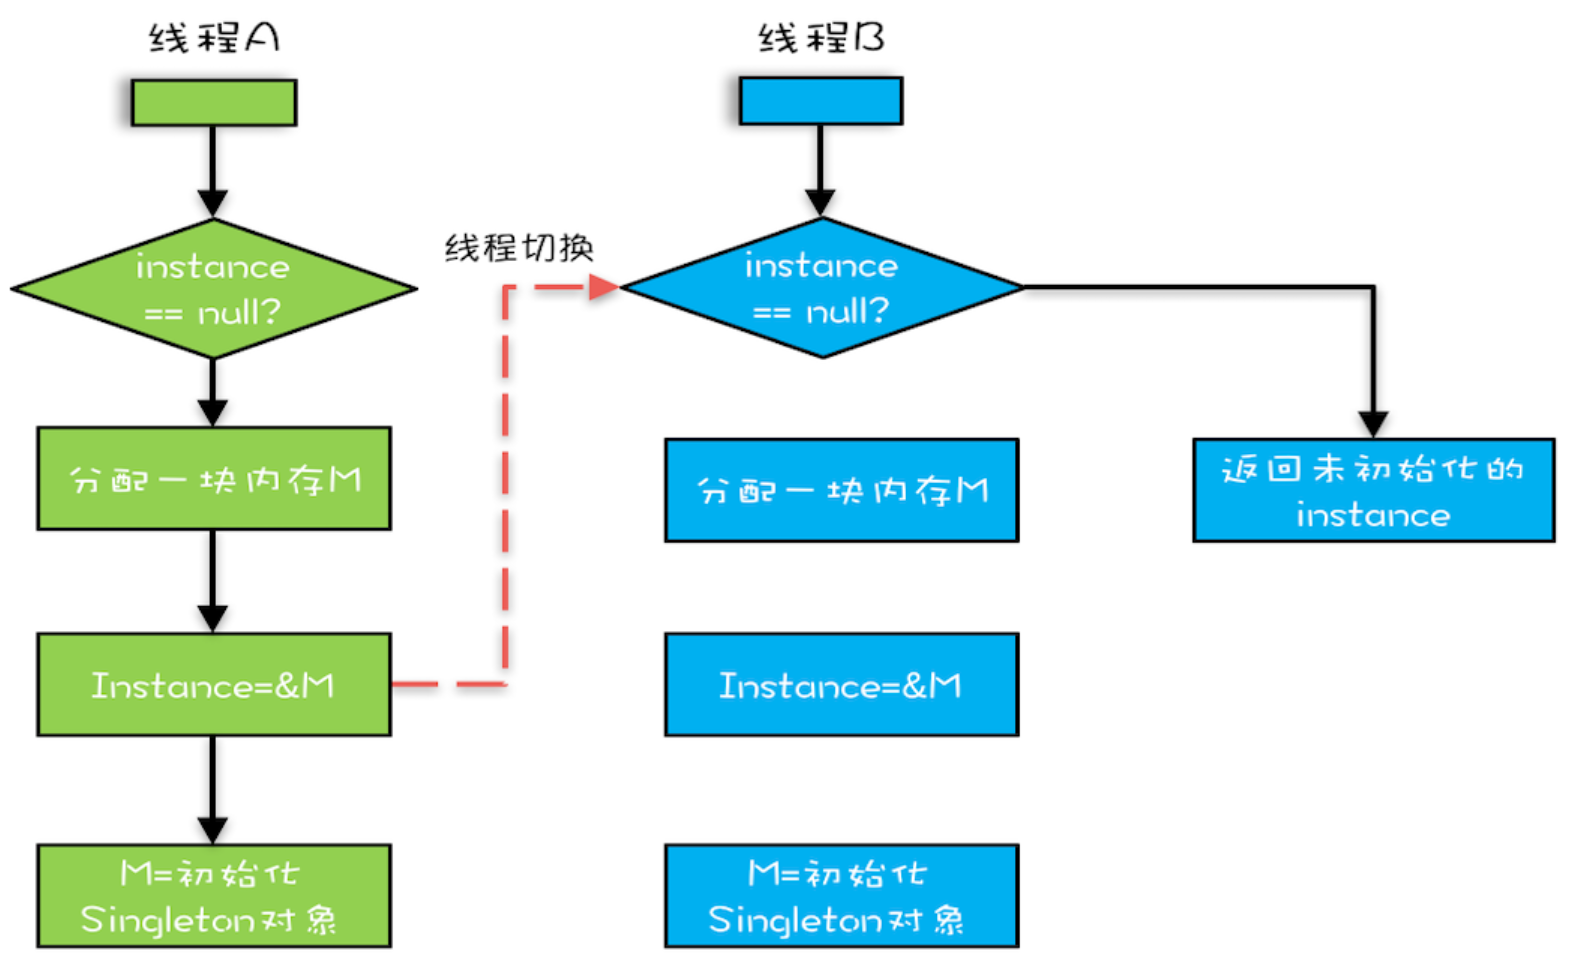 线程A
线程B
instance
== null?
线程切换
instance
== null?
分配一块内存M
分配一块内存M
返回未初始化的
instance
Instance=&M
Instance=&M
M=初始化
Singleton对象
M=初始化
Singleton对象